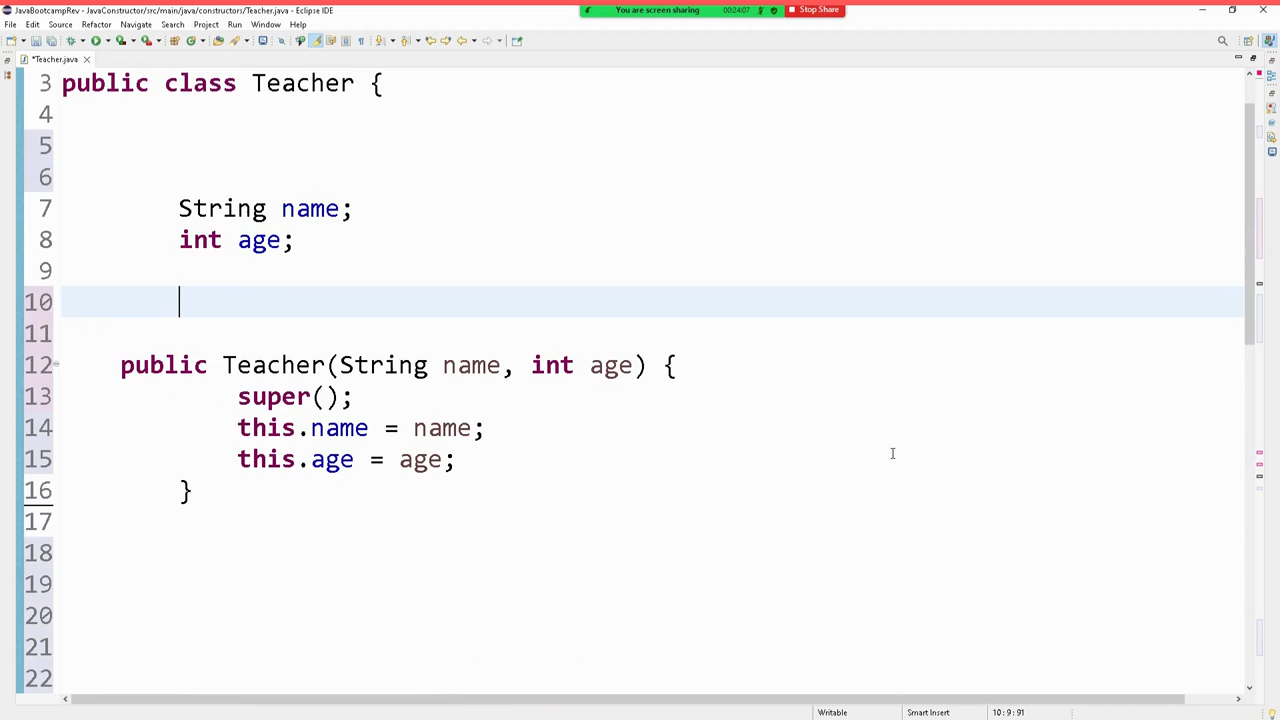 JavaBootcampRev - JavaConstructor/src/main/java/constructors/Teacher.java - Eclipse IDE
You are screen sharing
24:07
Stop Share
File Edit Source Refactor Navigate Search Project Run Window Help
*Teacher.java
3 public class Teacher {
4
5
6
7 String name;
8 int age;
9
10
11
12 public Teacher(String name, int age) {
13 super();
14 this.name = name;
15 this.age = age;
16 }
17
18
19
20
21
22
Writable Smart Insert 10 : 9 : 91